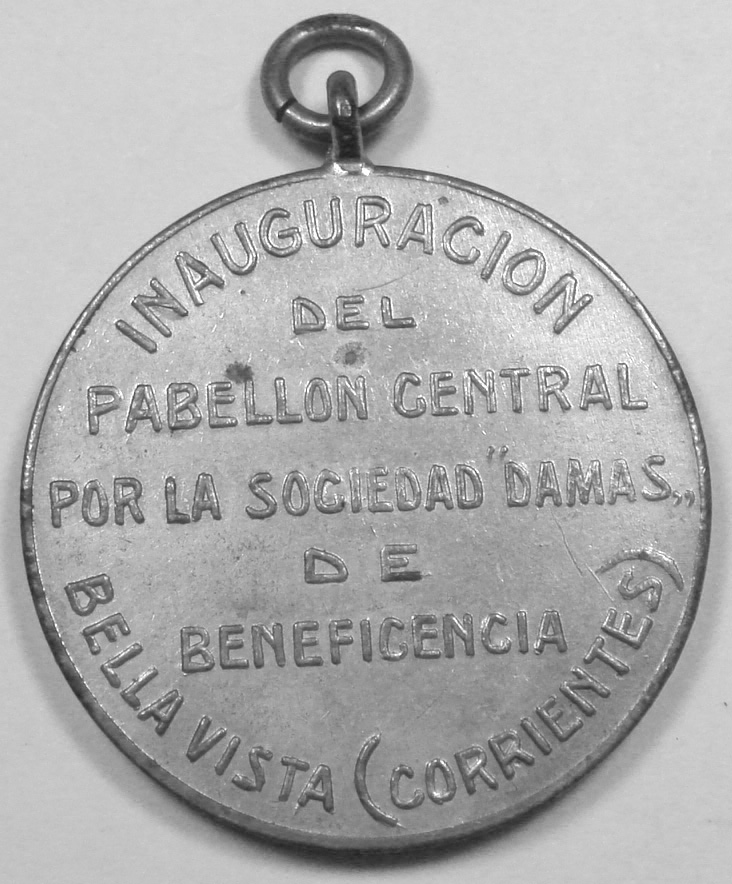 INAUGURACION
DEL
PABELLON CENTRAL
POR LA SOCIEDAD "DAMAS„
DE
BENEFICENCIA
BELLA VISTA (CORRIENTES)